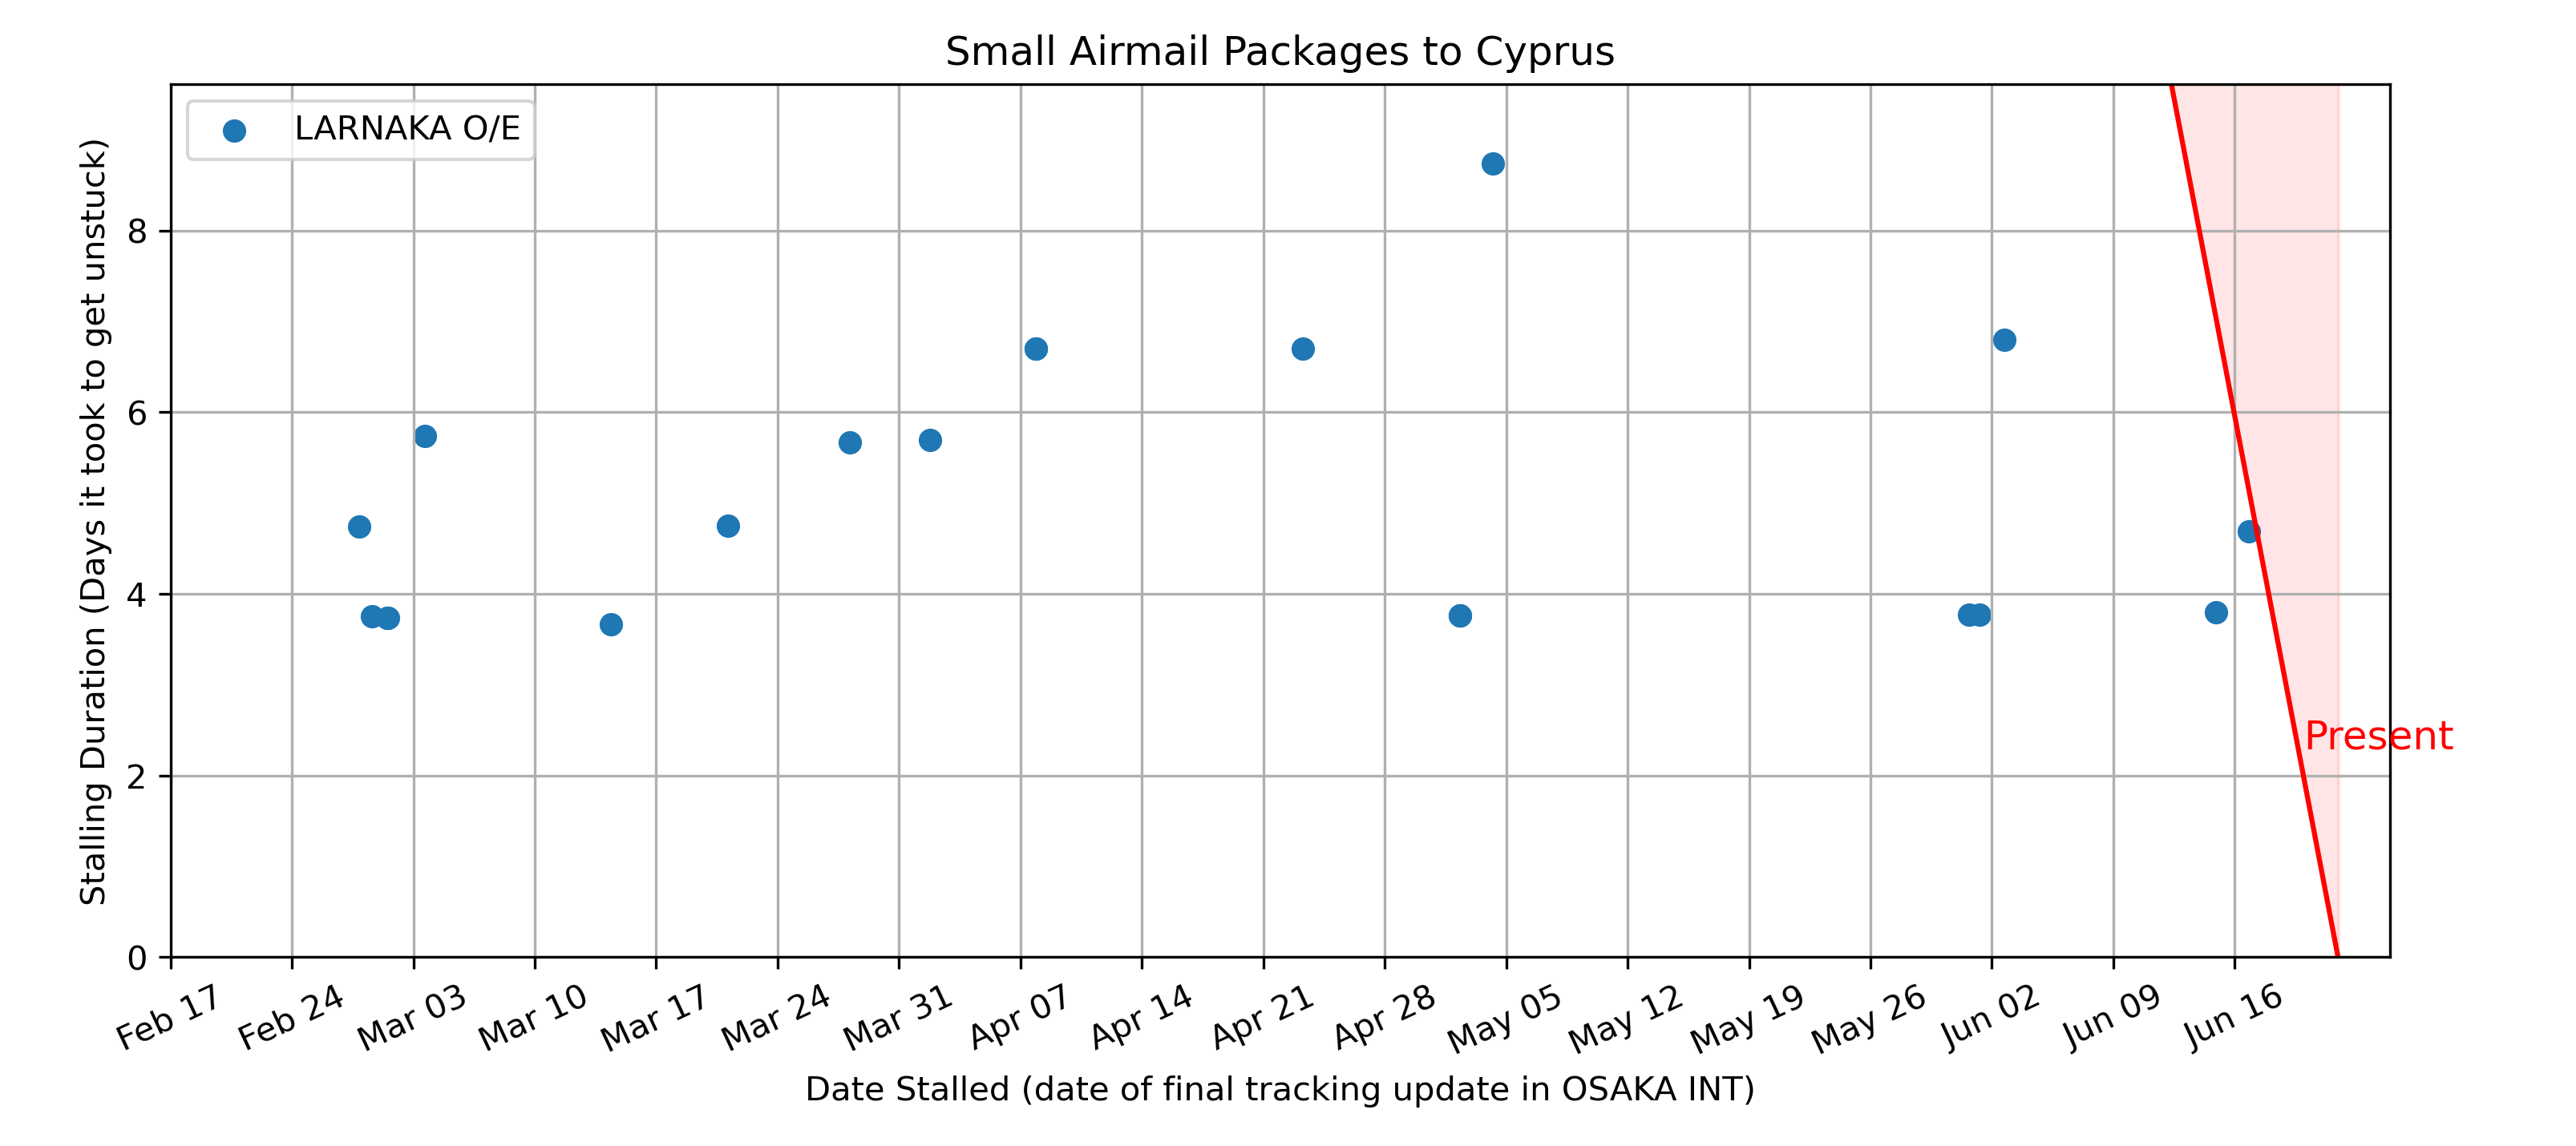 Small Airmail Packages to Cyprus
LARNAKA O/E
Stalling Duration (Days it took to get unstuck)
8
6
4
2
0
Present
Feb 17 Feb 24 Mar 03 Mar 10 Mar 17 Mar 24 Mar 31 Apr 07 Apr 14 Apr 21 Apr 28 May 05 May 12 May 19 May 26 Jun 02 Jun 09 Jun 16
Date Stalled (date of final tracking update in OSAKA INT)